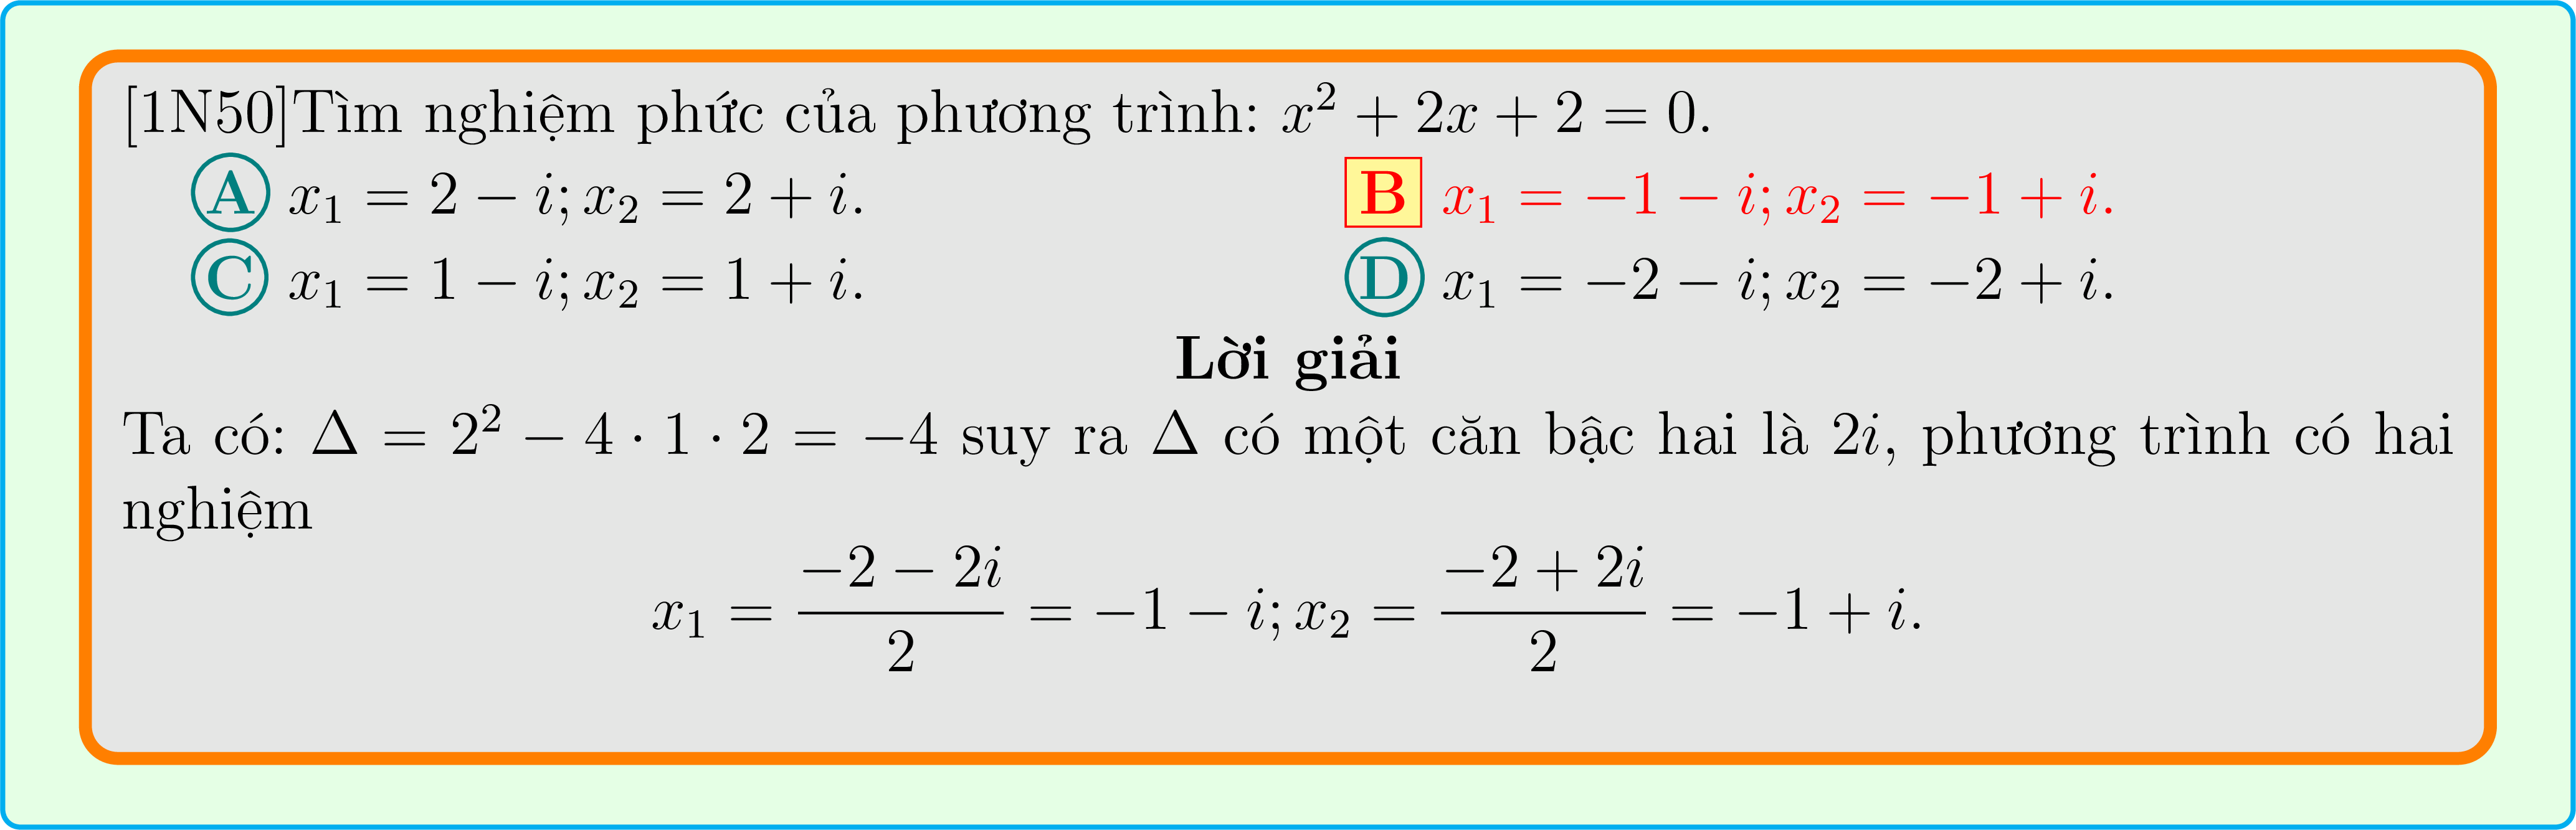 [1N50]Tìm nghiệm phức của phương trình: $x^2 + 2x + 2 = 0$.
A $x_1 = 2 - i; x_2 = 2 + i$. B $x_1 = -1 - i; x_2 = -1 + i$.
C $x_1 = 1 - i; x_2 = 1 + i$. D $x_1 = -2 - i; x_2 = -2 + i$.
Lời giải
Ta có: $\Delta = 2^2 - 4 \cdot 1 \cdot 2 = -4$ suy ra $\Delta$ có một căn bậc hai là $2i$, phương trình có hai
nghiệm
$x_1 = \dfrac{-2 - 2i}{2} = -1 - i; x_2 = \dfrac{-2 + 2i}{2} = -1 + i.$